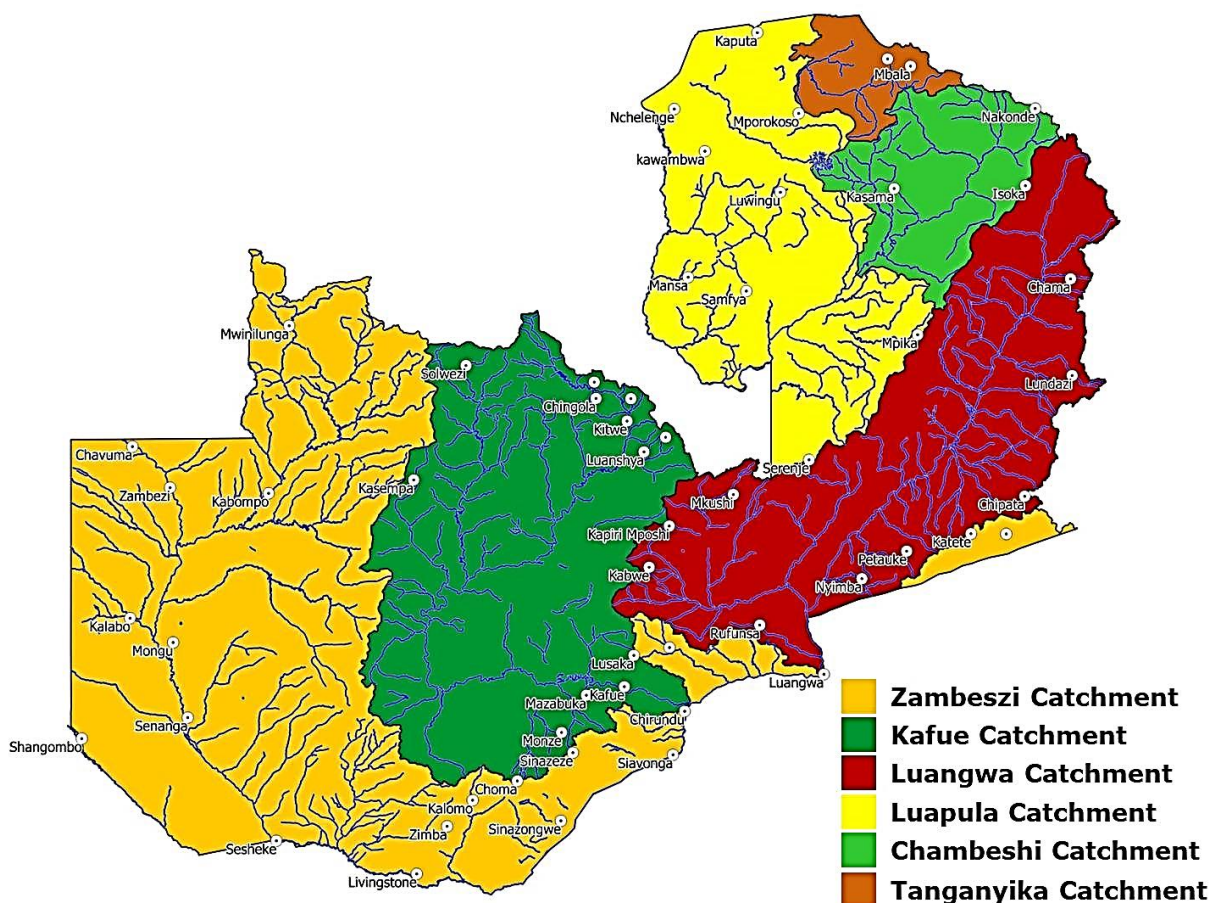 Kaputa
Mbala
Nchelenge
Mporokoso
Nakonde
kawambwa
Kasama
Isoka
Luwingu
Mansa
Samfya
Chama
Mwinilunga
Mpika
Solwezi
Lundazi
Chingola
Kitwe
Chavuma
Luanshya
Serenje
Zambezi
Kabompo
Kasempa
Mkushi
Chipata
Kapiri Mposhi
Katete
Petauke
Kabwe
Nyimba
Kalabo
Rufunsa
Mongu
Lusaka
Luangwa
Kafue
Mazabuka
Senanga
Chirundu
Shangombo
Monze
Sinazeze
Siavonga
Choma
Kalomo
Zimba
Sinazongwe
Sesheke
Livingstone
Zambeszi Catchment
Kafue Catchment
Luangwa Catchment
Luapula Catchment
Chambeshi Catchment
Tanganyika Catchment